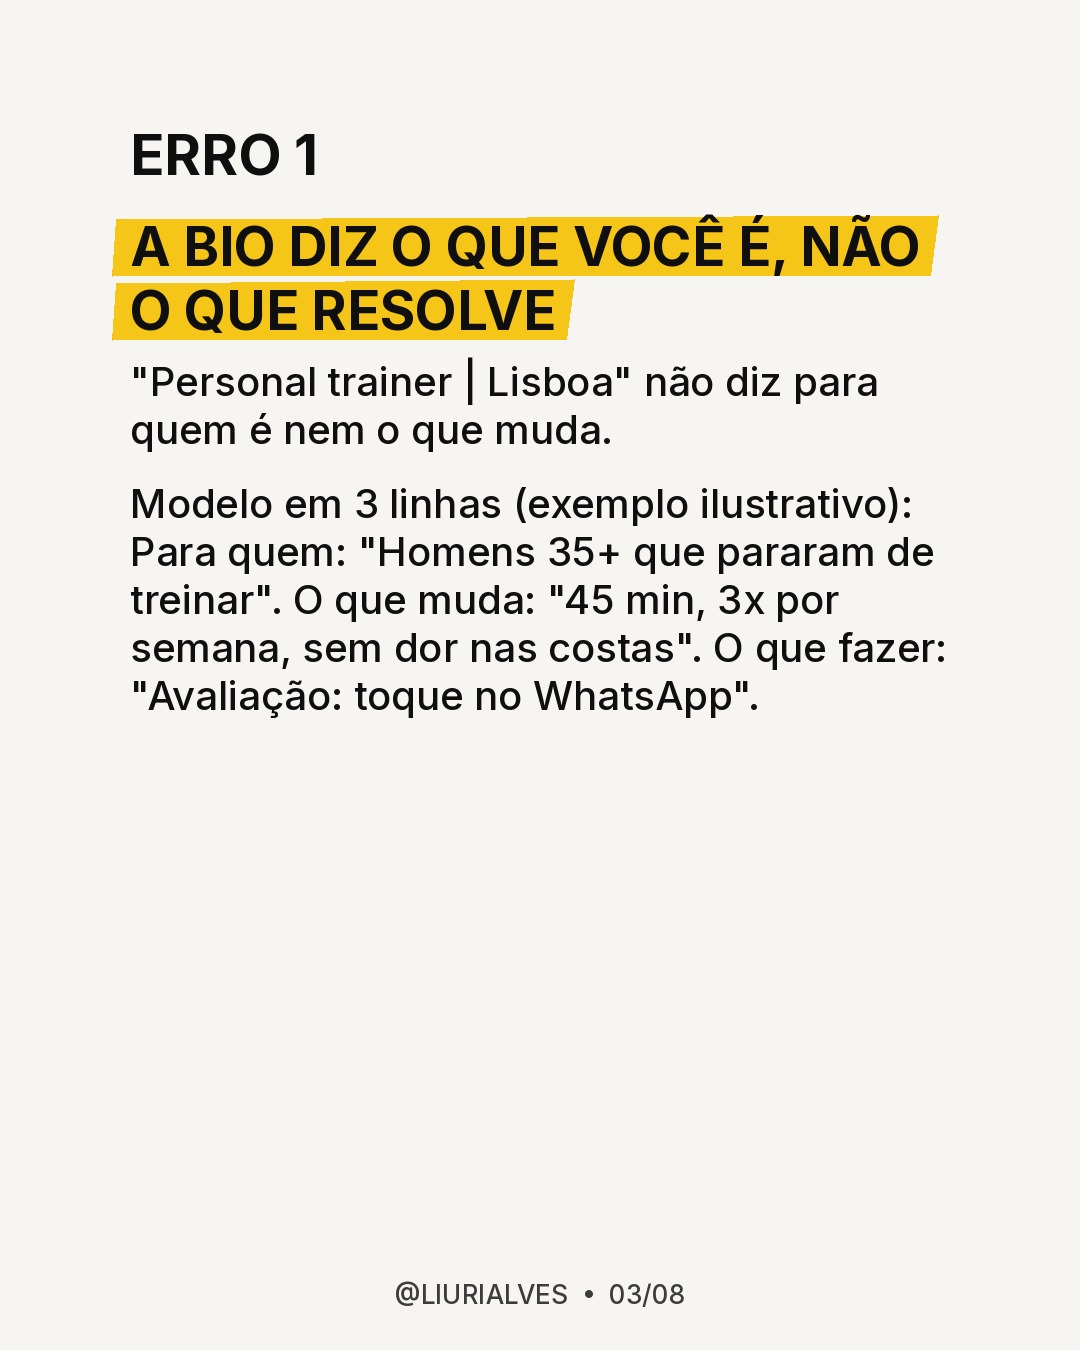 ERRO 1
A BIO DIZ O QUE VOCÊ É, NÃO
O QUE RESOLVE
"Personal trainer | Lisboa" não diz para
quem é nem o que muda.
Modelo em 3 linhas (exemplo ilustrativo):
Para quem: "Homens 35+ que pararam de
treinar". O que muda: "45 min, 3x por
semana, sem dor nas costas". O que fazer:
"Avaliação: toque no WhatsApp".
@LIURIALVES • 03/08